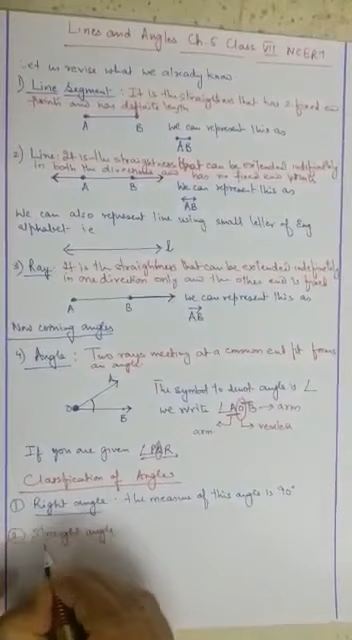 Lines and Angles Ch-5 Class VII NCERT
Let us revise what we already know
1) Line Segment: It is the straightness that has 2 fixed end
points and has definite length
A B we can represent this as
AB
2) Line: It is the straightness that can be extended indefinitely
in both the directions and has no fixed end points
A B We can represent this as
AB
We can also represent line using small letter of Eng
alphabet - ie
l
3) Ray: It is the straightness that can be extended indefinitely
in one direction only and the other end is fixed
A B we can represent this as
AB
Now coming angles
4) Angle: Two rays meeting at a common end pt forms
an angle.
A The symbol to denot angle is ∠
O B we write ∠AOB → arm
arm vertex
If you are given ∠PQR,
Classification of Angles
① Right angle: the measure of this angle is 90°
② Straight angle